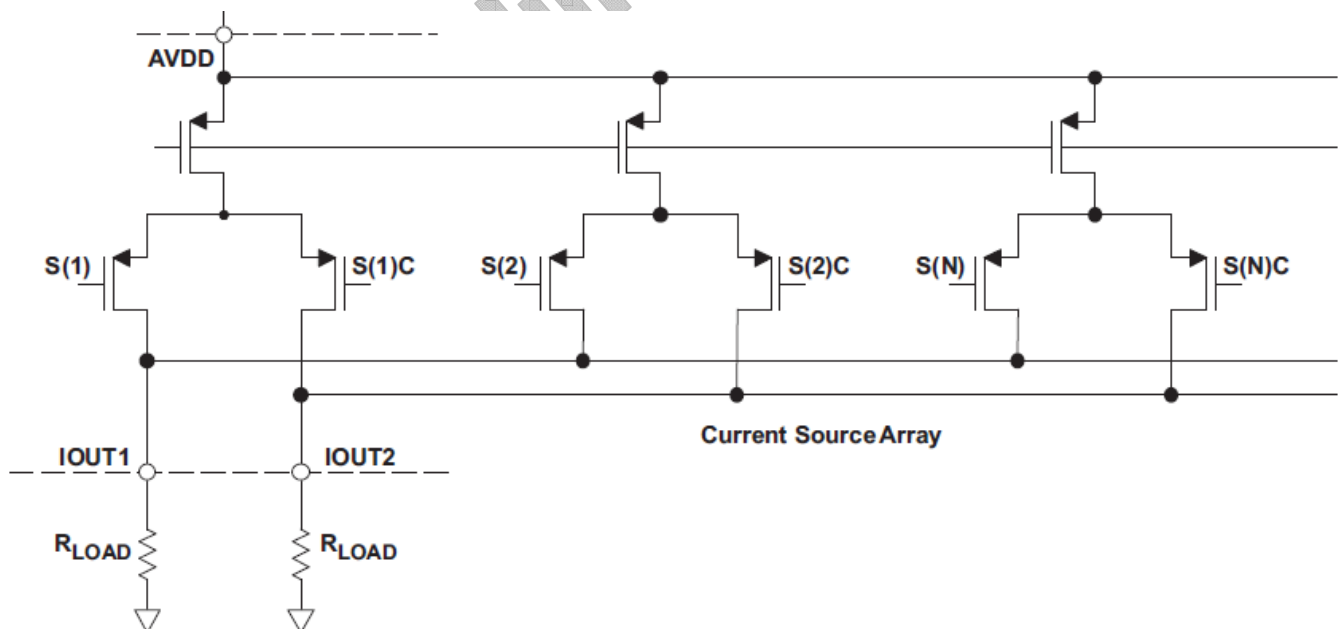 AVDD
S(1)
S(1)C
S(2)
S(2)C
S(N)
S(N)C
Current Source Array
IOUT1
IOUT2
RLOAD
RLOAD